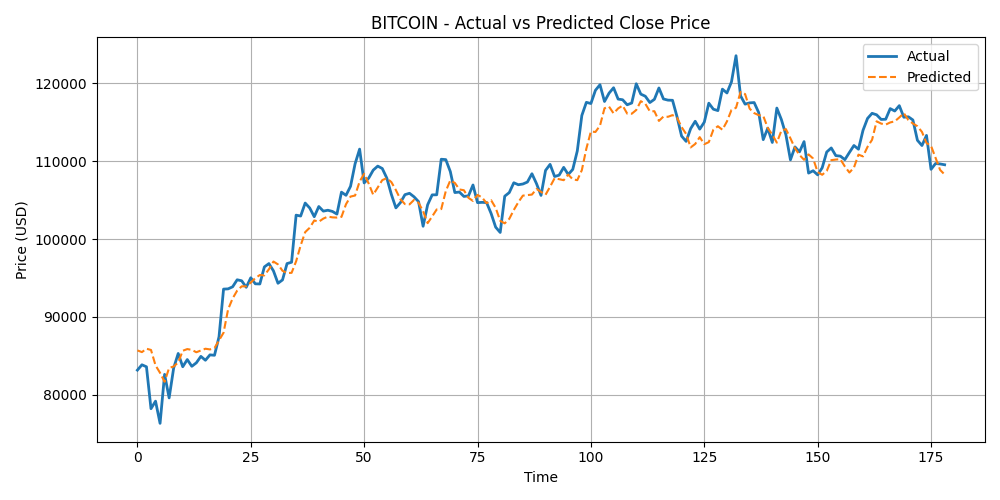 BITCOIN - Actual vs Predicted Close Price
Actual
Predicted
Price (USD)
120000
110000
100000
90000
80000
0 25 50 75 100 125 150 175
Time